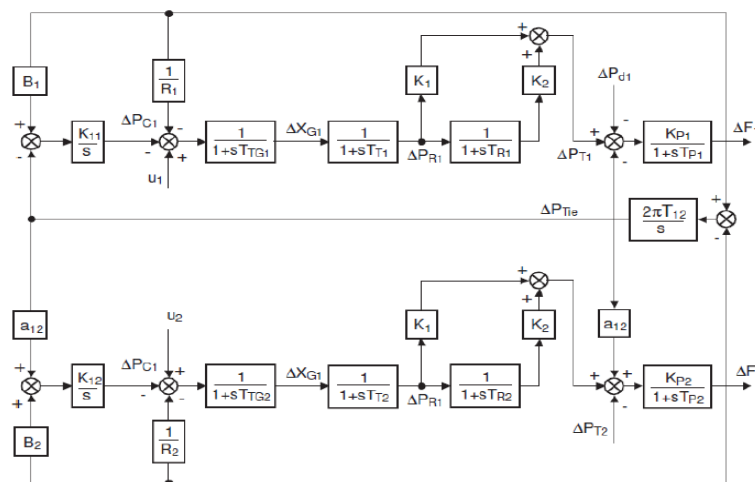 B1
1
R1
K1
K2
ΔPd1
+
-
K11
s
ΔPC1
-
-
+
u1
1
1+sTTG1
ΔXG1
1
1+sTT1
ΔPR1
1
1+sTR1
+
+
ΔPT1
+
-
-
KP1
1+sTP1
ΔF
ΔPTie
2πT12
s
+
-
a12
u2
K1
K2
+
+
a12
+
+
K12
s
ΔPC1
+
-
-
1
1+sTTG2
ΔXG1
1
1+sTT2
ΔPR1
1
1+sTR2
+
+
-
KP2
1+sTP2
ΔF
B2
1
R2
ΔPT2